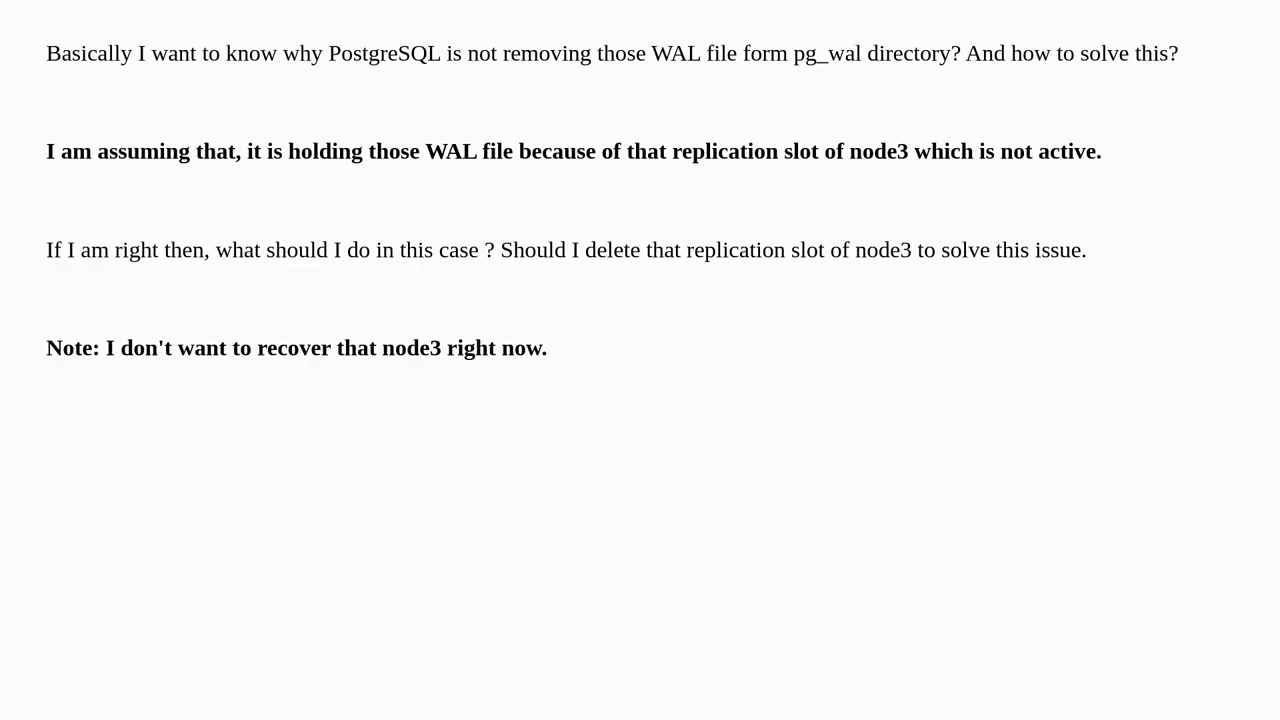 Basically I want to know why PostgreSQL is not removing those WAL file form pg_wal directory? And how to solve this?
I am assuming that, it is holding those WAL file because of that replication slot of node3 which is not active.
If I am right then, what should I do in this case ? Should I delete that replication slot of node3 to solve this issue.
Note: I don't want to recover that node3 right now.